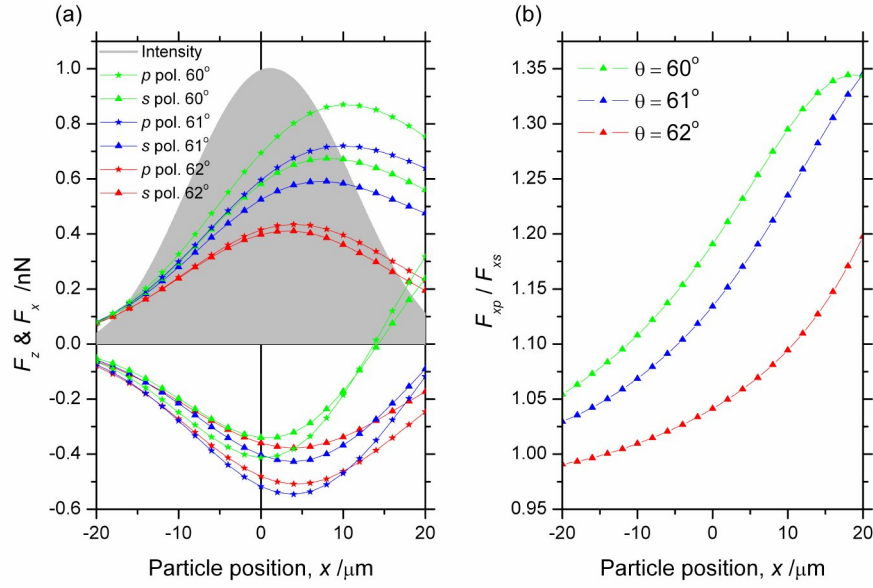 (a)
F_z & F_x /nN
1.0
0.8
0.6
0.4
0.2
0.0
-0.2
-0.4
-0.6
Intensity
p pol. 60°
s pol. 60°
p pol. 61°
s pol. 61°
p pol. 62°
s pol. 62°
-20 -10 0 10 20
Particle position, x /μm
(b)
F_xp / F_xs
1.35
1.30
1.25
1.20
1.15
1.10
1.05
1.00
0.95
θ = 60°
θ = 61°
θ = 62°
-20 -10 0 10 20
Particle position, x /μm